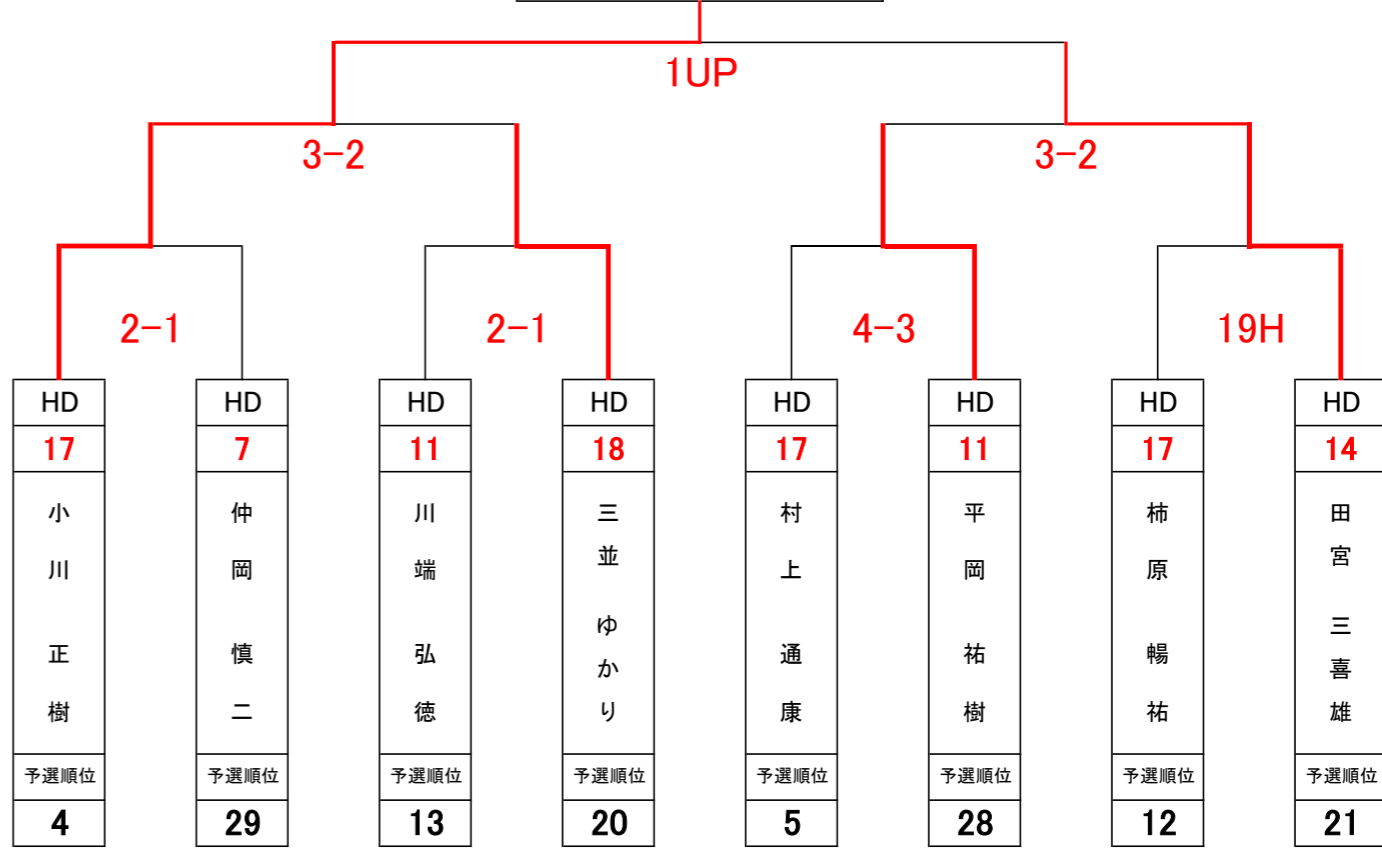 1UP
3-2
3-2
2-1
2-1
4-3
19H
HD
HD
HD
HD
HD
HD
HD
HD
17
7
11
18
17
11
17
14
小川 正樹
仲岡 慎二
川端 弘徳
三並 ゆかり
村上 通康
平岡 祐樹
柿原 暢祐
田宮 三喜雄
予選順位
予選順位
予選順位
予選順位
予選順位
予選順位
予選順位
予選順位
4
29
13
20
5
28
12
21